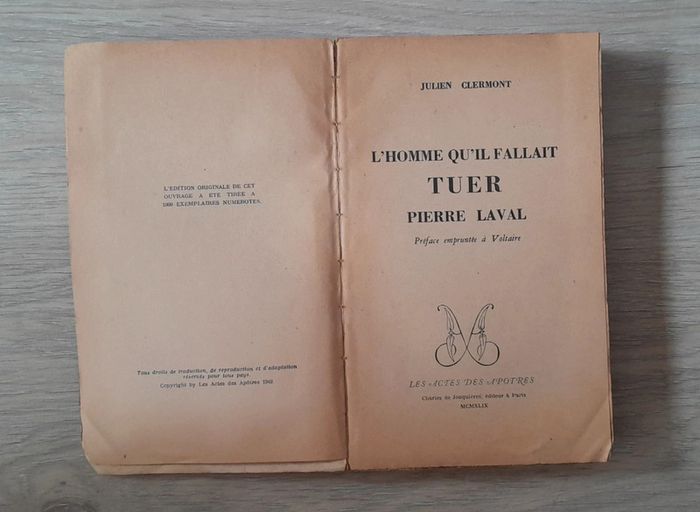 L'EDITION ORIGINALE DE CET
OUVRAGE A ETE TIREE A
1000 EXEMPLAIRES NUMEROTES.
Tous droits de traduction, de reproduction et d'adaptation
réservés pour tous pays.
Copyright by Les Actes des Apôtres
JULIEN CLERMONT
L'HOMME QU'IL FALLAIT
TUER
PIERRE LAVAL
Préface empruntée à Voltaire
LES ACTES DES APOTRES
Charles de Jonquières, éditeur à Paris
MCMXLIX